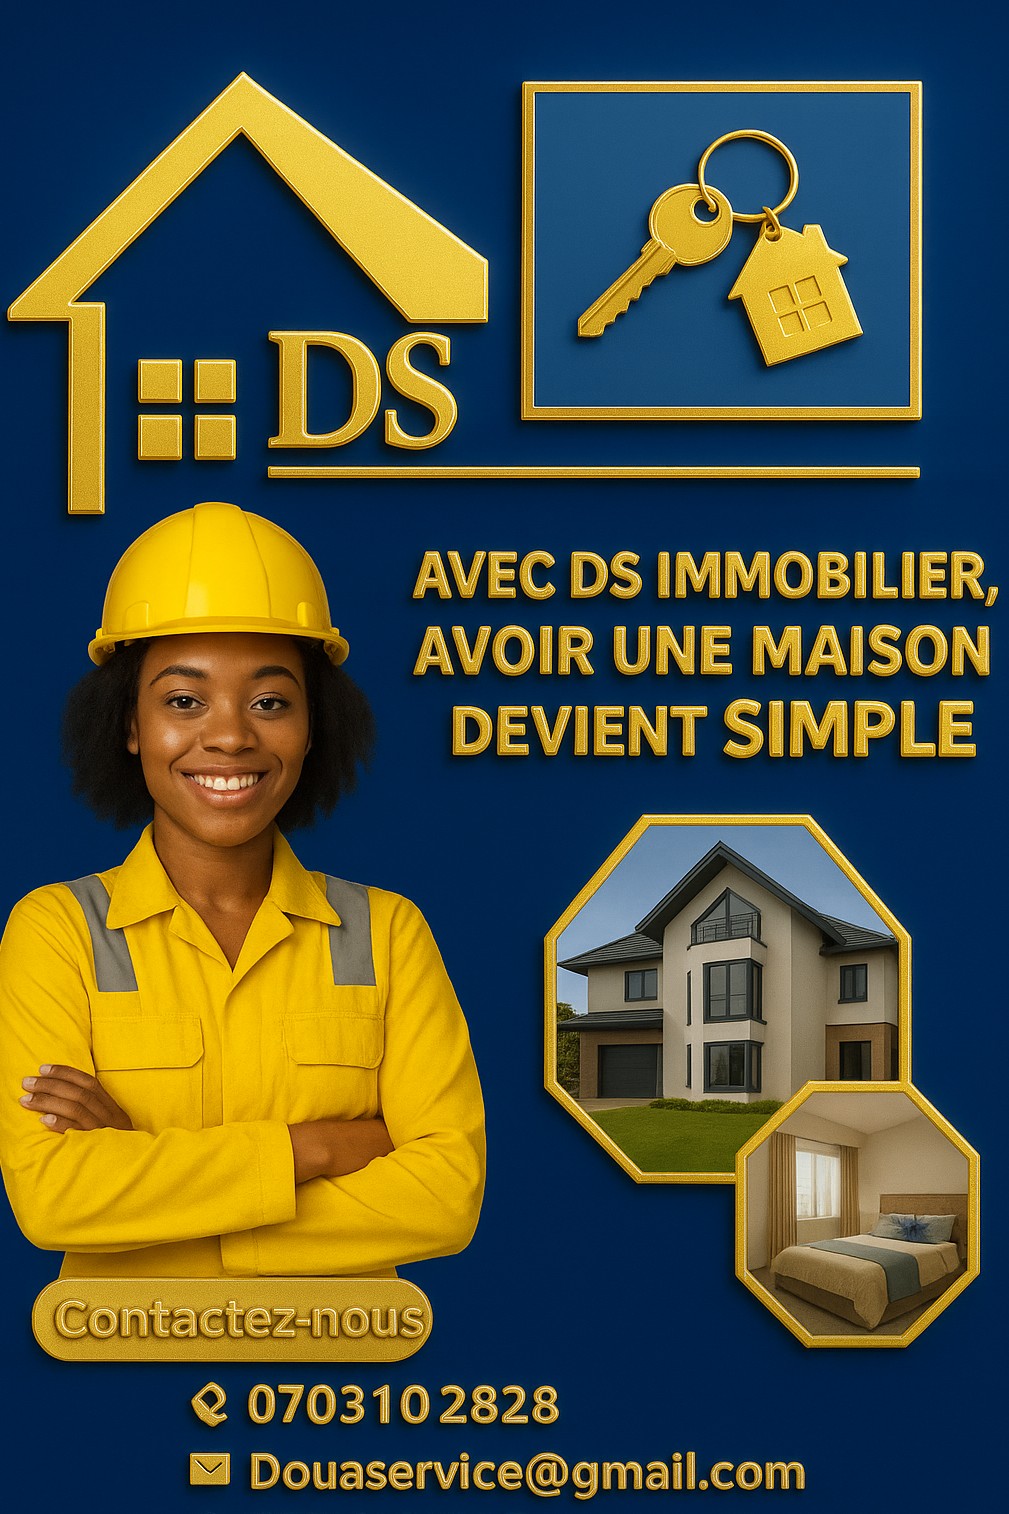 DS
AVEC DS IMMOBILIER,
AVOIR UNE MAISON
DEVIENT SIMPLE
Contactez-nous
0703102828
Douaservice@gmail.com